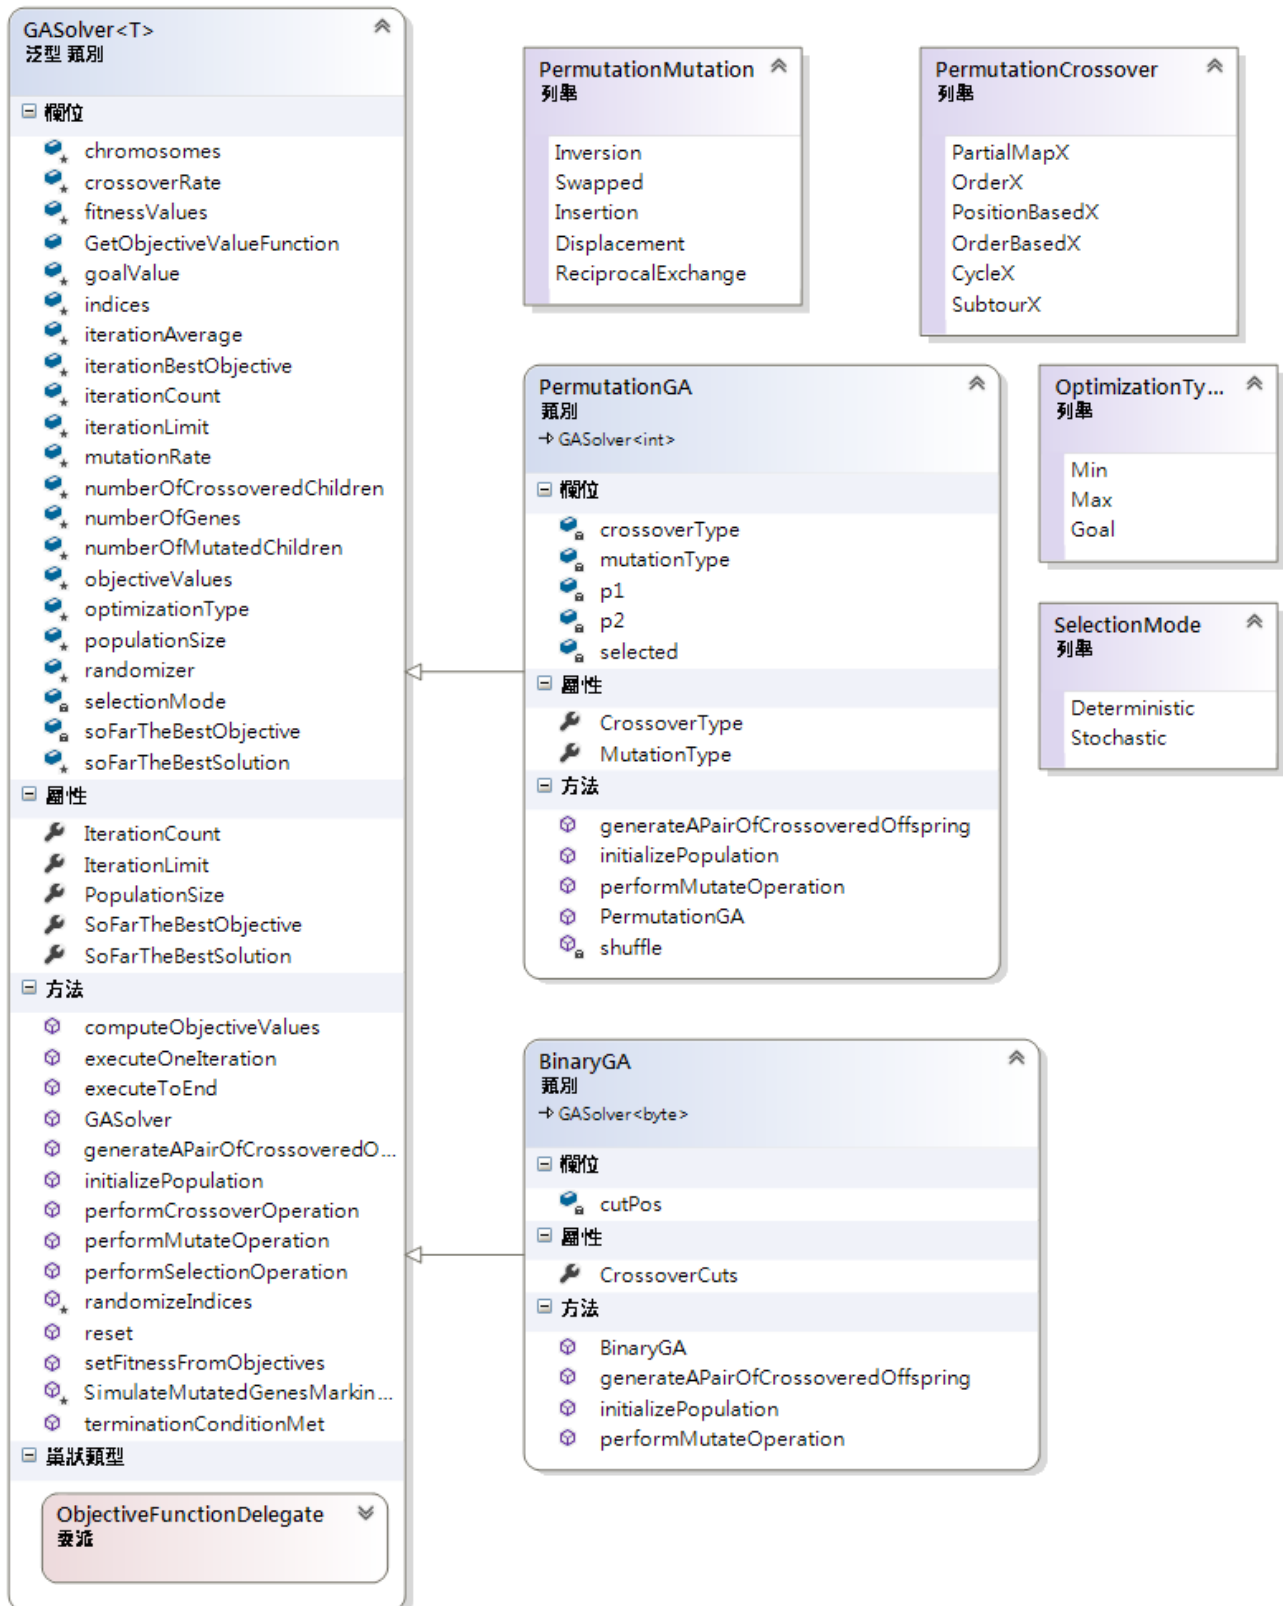 GASolver<T>
泛型 類別
欄位
chromosomes
crossoverRate
fitnessValues
GetObjectiveValueFunction
goalValue
indices
iterationAverage
iterationBestObjective
iterationCount
iterationLimit
mutationRate
numberOfCrossoveredChildren
numberOfGenes
numberOfMutatedChildren
objectiveValues
optimizationType
populationSize
randomizer
selectionMode
soFarTheBestObjective
soFarTheBestSolution
屬性
IterationCount
IterationLimit
PopulationSize
SoFarTheBestObjective
SoFarTheBestSolution
方法
computeObjectiveValues
executeOneIteration
executeToEnd
GASolver
generateAPairOfCrossoveredO...
initializePopulation
performCrossoverOperation
performMutateOperation
performSelectionOperation
randomizeIndices
reset
setFitnessFromObjectives
SimulateMutatedGenesMarkin...
terminationConditionMet
巢狀類型
ObjectiveFunctionDelegate
委派
PermutationMutation
列舉
Inversion
Swapped
Insertion
Displacement
ReciprocalExchange
PermutationCrossover
列舉
PartialMapX
OrderX
PositionBasedX
OrderBasedX
CycleX
SubtourX
PermutationGA
類別
GASolver<int>
欄位
crossoverType
mutationType
p1
p2
selected
屬性
CrossoverType
MutationType
方法
generateAPairOfCrossoveredOffspring
initializePopulation
performMutateOperation
PermutationGA
shuffle
OptimizationTy...
列舉
Min
Max
Goal
SelectionMode
列舉
Deterministic
Stochastic
BinaryGA
類別
GASolver<byte>
欄位
cutPos
屬性
CrossoverCuts
方法
BinaryGA
generateAPairOfCrossoveredOffspring
initializePopulation
performMutateOperation